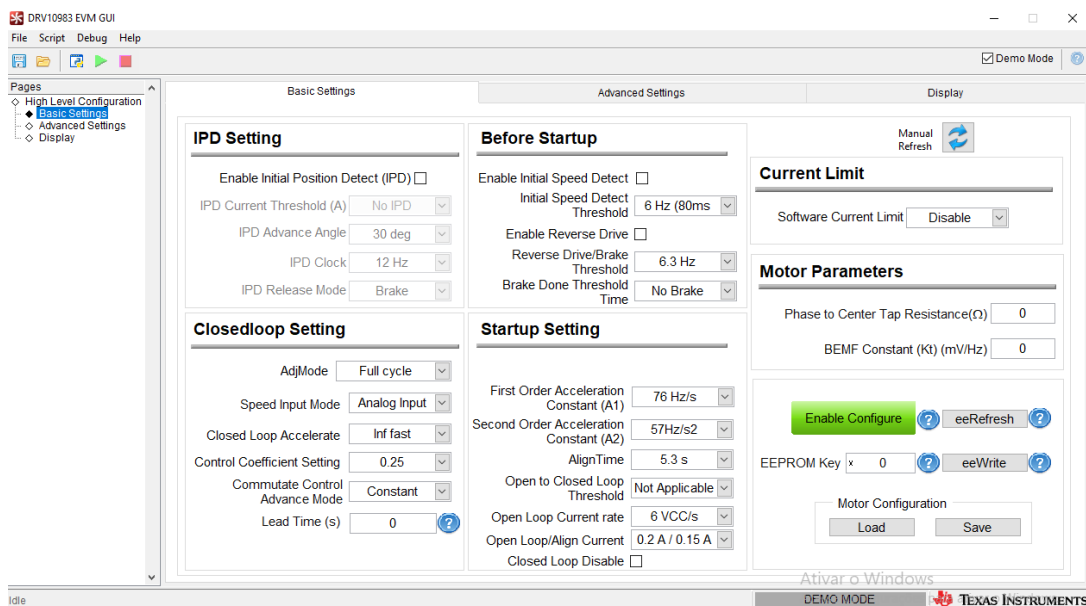 DRV10983 EVM GUI
File Script Debug Help
Demo Mode
Pages
High Level Configuration
Basic Settings
Advanced Settings
Display
Basic Settings
Advanced Settings
Display
IPD Setting
Enable Initial Position Detect (IPD)
IPD Current Threshold (A) No IPD
IPD Advance Angle 30 deg
IPD Clock 12 Hz
IPD Release Mode Brake
Closedloop Setting
AdjMode Full cycle
Speed Input Mode Analog Input
Closed Loop Accelerate Inf fast
Control Coefficient Setting 0.25
Commutate Control
Advance Mode Constant
Lead Time (s) 0
Before Startup
Enable Initial Speed Detect
Initial Speed Detect
Threshold 6 Hz (80ms
Enable Reverse Drive
Reverse Drive/Brake
Threshold 6.3 Hz
Brake Done Threshold
Time No Brake
Startup Setting
First Order Acceleration
Constant (A1) 76 Hz/s
Second Order Acceleration
Constant (A2) 57Hz/s2
AlignTime 5.3 s
Open to Closed Loop
Threshold Not Applicable
Open Loop Current rate 6 VCC/s
Open Loop/Align Current 0.2 A / 0.15 A
Closed Loop Disable
Manual
Refresh
Current Limit
Software Current Limit Disable
Motor Parameters
Phase to Center Tap Resistance(Ω) 0
BEMF Constant (Kt) (mV/Hz) 0
Enable Configure ? eeRefresh ?
EEPROM Key x 0 ? eeWrite ?
Motor Configuration
Load Save
Ativar o Windows
Idle
DEMO MODE
TEXAS INSTRUMENTS